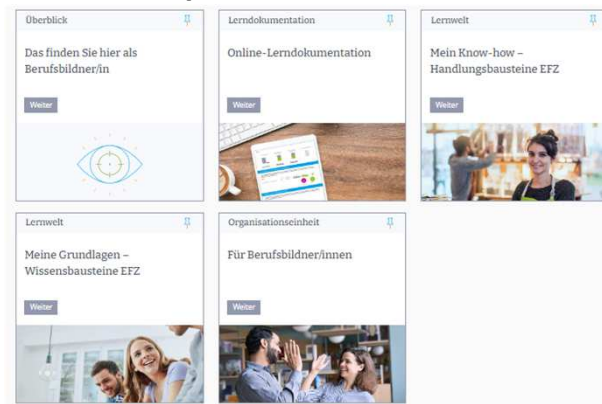 Überblick
Das finden Sie hier als
Berufsbildner/in
Weiter
Lerndokumentation
Online-Lerndokumentation
Weiter
Lernwelt
Mein Know-how –
Handlungsbausteine EFZ
Weiter
Lernwelt
Meine Grundlagen –
Wissensbausteine EFZ
Weiter
Organisationseinheit
Für Berufsbildner/innen
Weiter